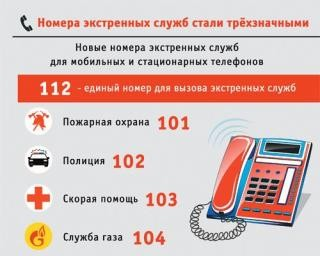 Номера экстренных служб стали трёхзначными
Новые номера экстренных служб
для мобильных и стационарных телефонов
112 - единый номер для вызова экстренных служб
Пожарная охрана 101
Полиция 102
Скорая помощь 103
Служба газа 104